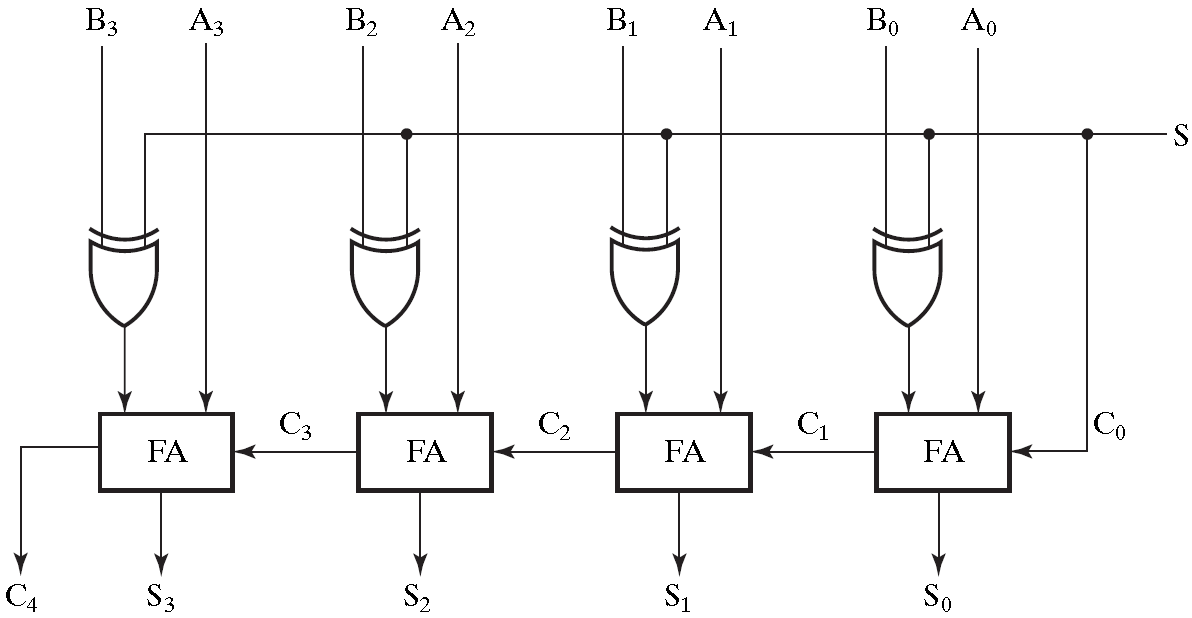 B₃ A₃ B₂ A₂ B₁ A₁ B₀ A₀
S
C₃ C₂ C₁ C₀
FA FA FA FA
C₄ S₃ S₂ S₁ S₀